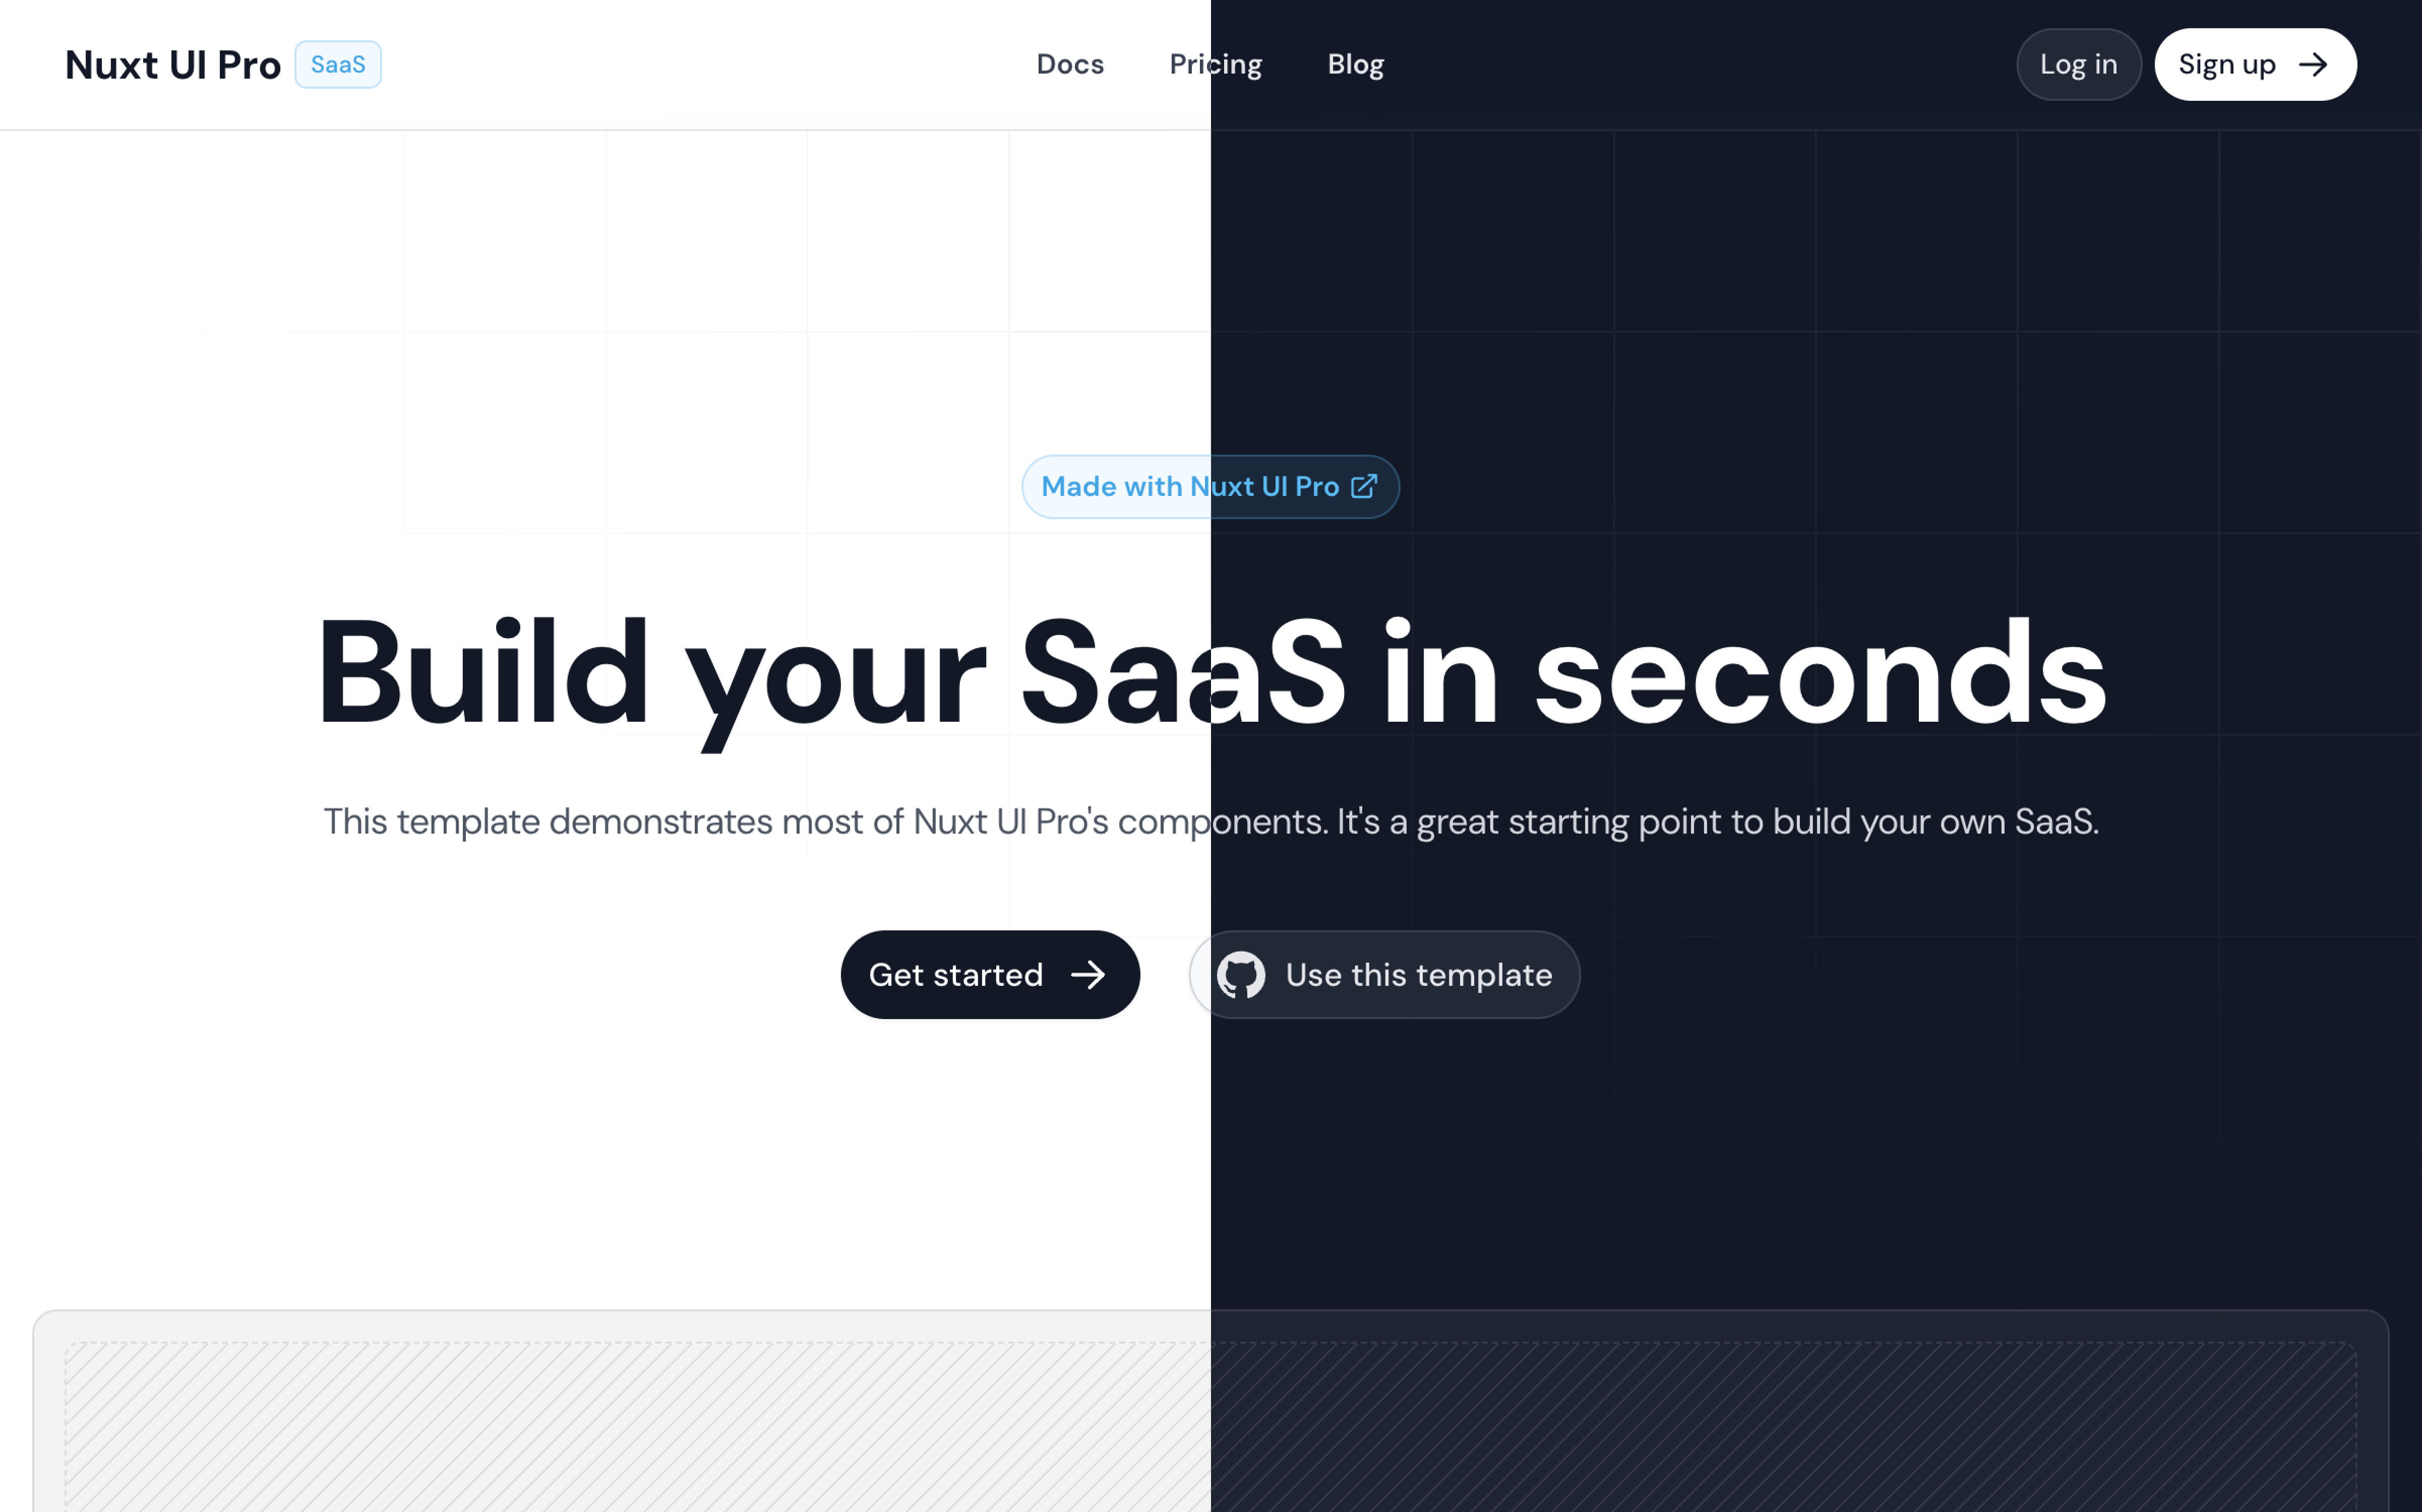 Nuxt UI Pro SaaS Docs Pricing Blog Log in Sign up
Made with Nuxt UI Pro
Build your SaaS in seconds
This template demonstrates most of Nuxt UI Pro's components. It's a great starting point to build your own SaaS.
Get started Use this template